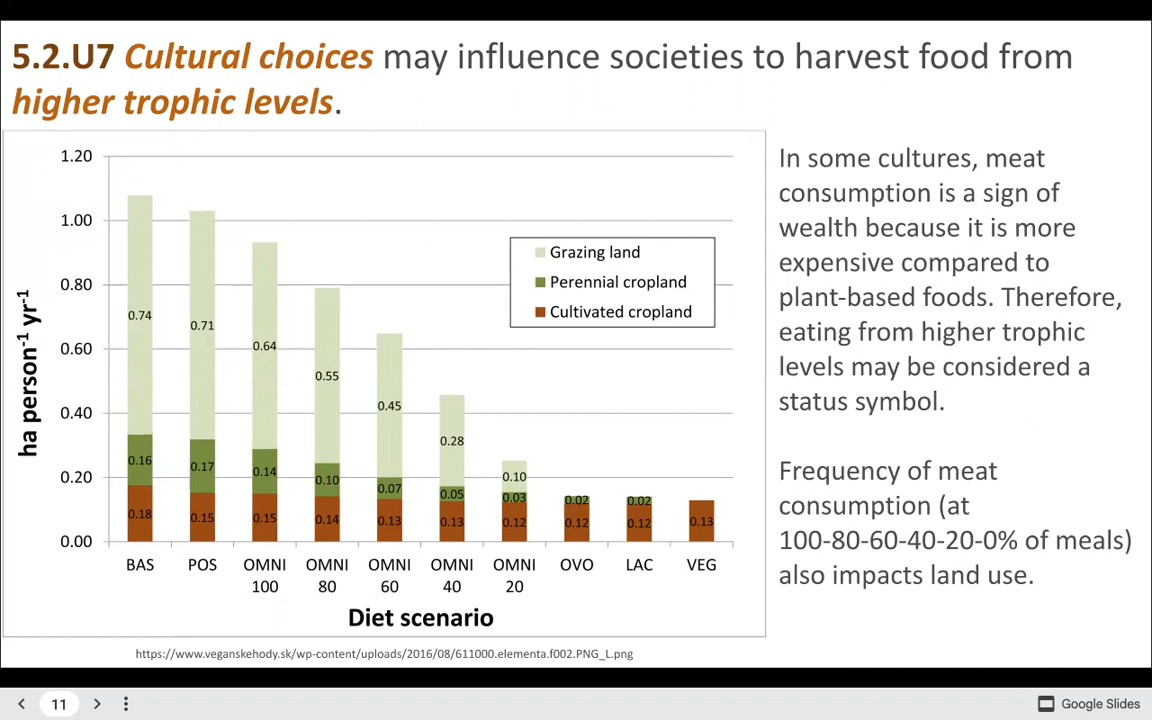 5.2.U7 Cultural choices may influence societies to harvest food from
higher trophic levels.
1.20
1.00
0.80
0.60
0.40
0.20
0.00
ha person-1 yr-1
Grazing land
Perennial cropland
Cultivated cropland
0.74
0.71
0.64
0.55
0.45
0.28
0.10
0.16
0.17
0.14
0.10
0.07
0.05
0.03
0.02
0.02
0.18
0.15
0.15
0.14
0.13
0.13
0.12
0.12
0.12
0.13
BAS POS OMNI OMNI OMNI OMNI OMNI OVO LAC VEG
100 80 60 40 20
Diet scenario
In some cultures, meat
consumption is a sign of
wealth because it is more
expensive compared to
plant-based foods. Therefore,
eating from higher trophic
levels may be considered a
status symbol.
Frequency of meat
consumption (at
100-80-60-40-20-0% of meals)
also impacts land use.
https://www.veganskehody.sk/wp-content/uploads/2016/08/611000.elementa.f002.PNG_L.png
11
Google Slides